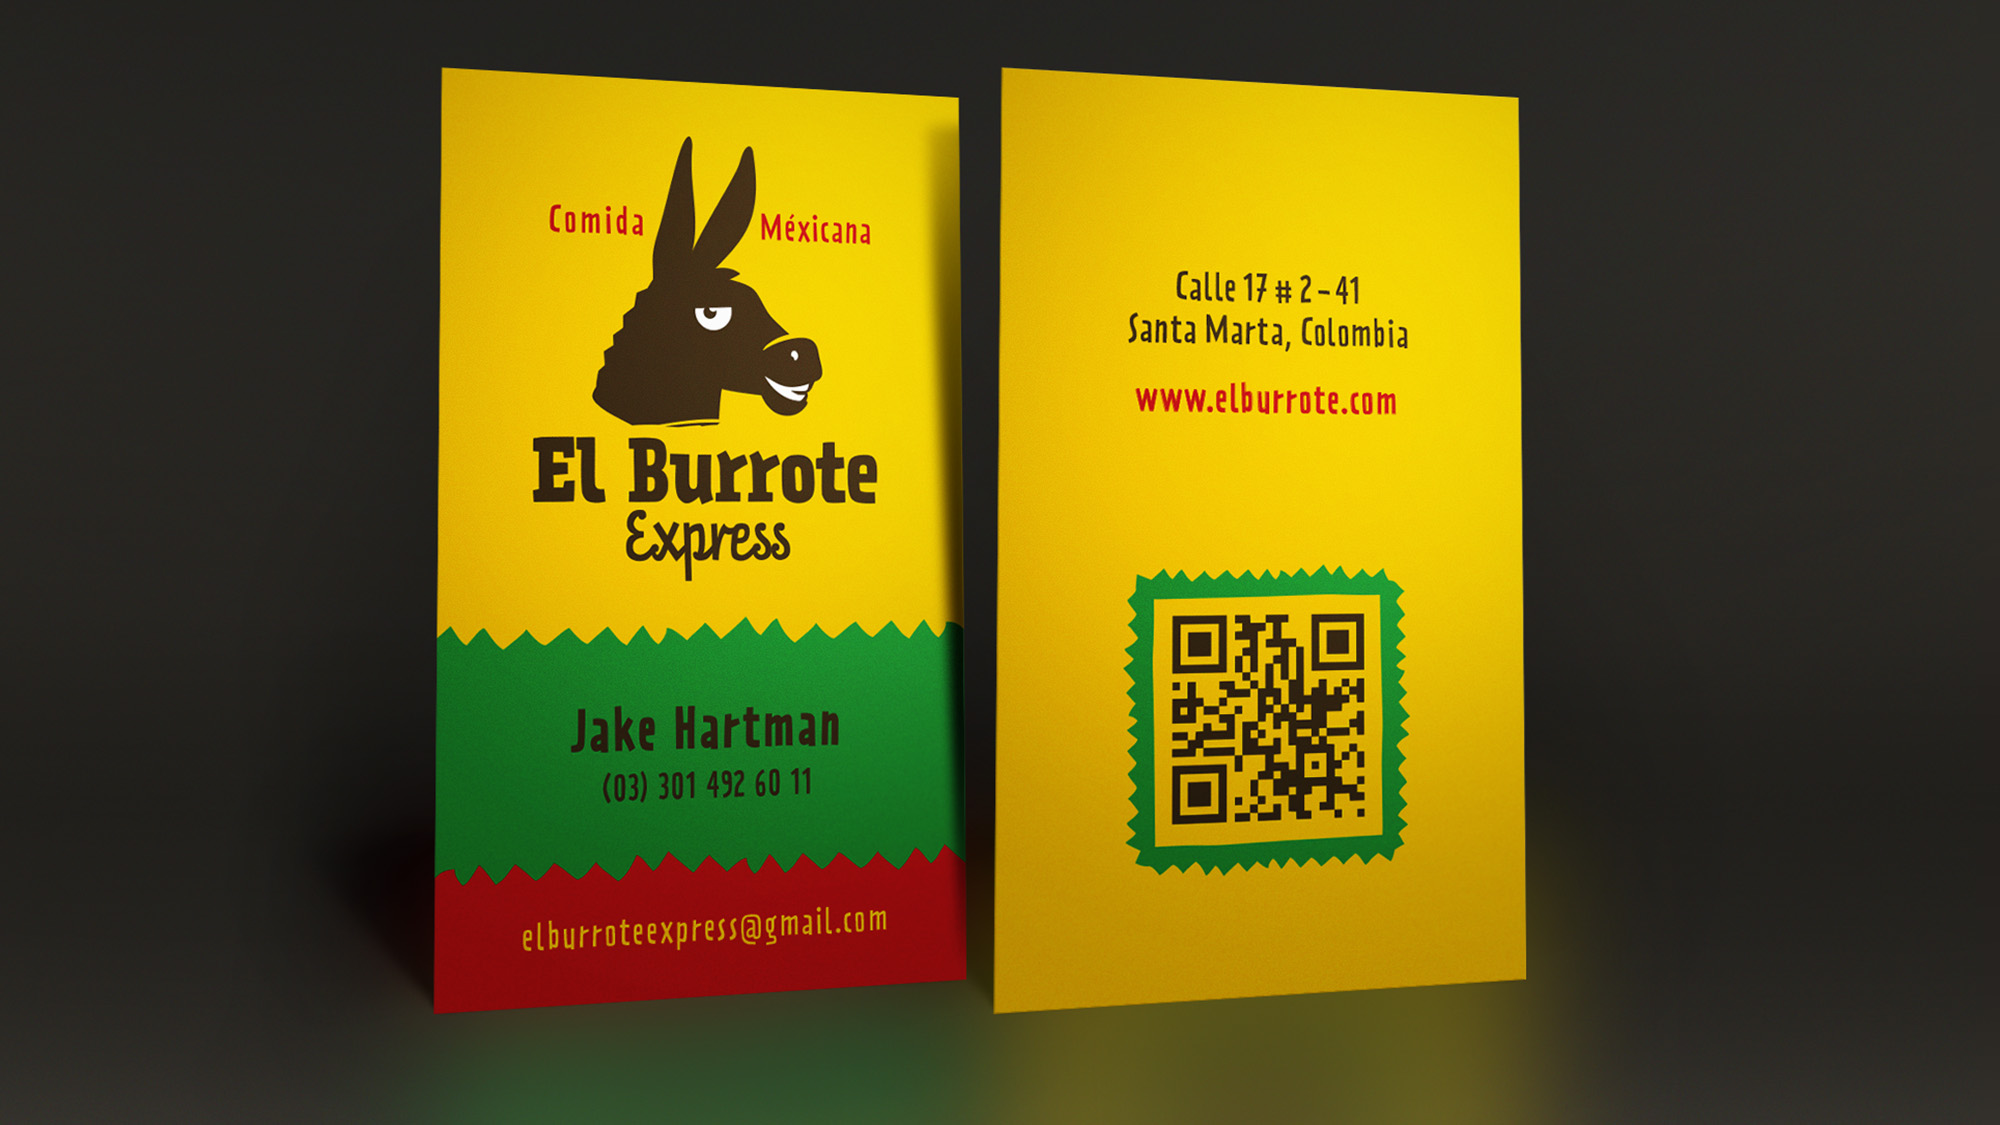 Comida Méxicana
El Burrote
Express
Jake Hartman
(03) 301 492 60 11
elburroteexpress@gmail.com
Calle 17 # 2-41
Santa Marta, Colombia
www.elburrote.com